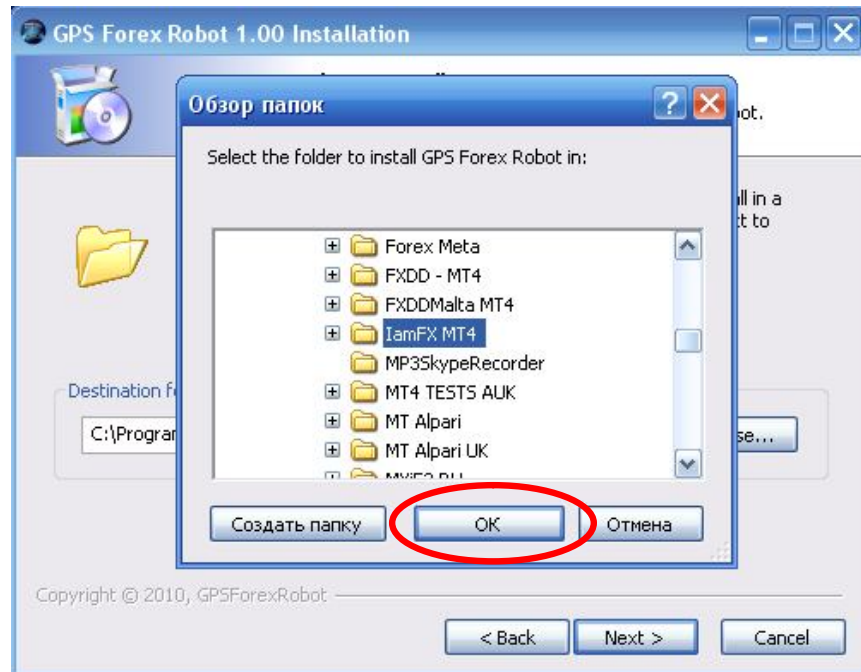 GPS Forex Robot 1.00 Installation
ot.
Обзор папок
Select the folder to install GPS Forex Robot in:
ll in a
ct to
Forex Meta
FXDD - MT4
FXDDMalta MT4
IamFX MT4
MP3SkypeRecorder
MT4 TESTS AUK
MT Alpari
MT Alpari UK
Destination f
C:\Program
se...
Создать папку
OK
Отмена
Copyright © 2010, GPSForexRobot
< Back
Next >
Cancel